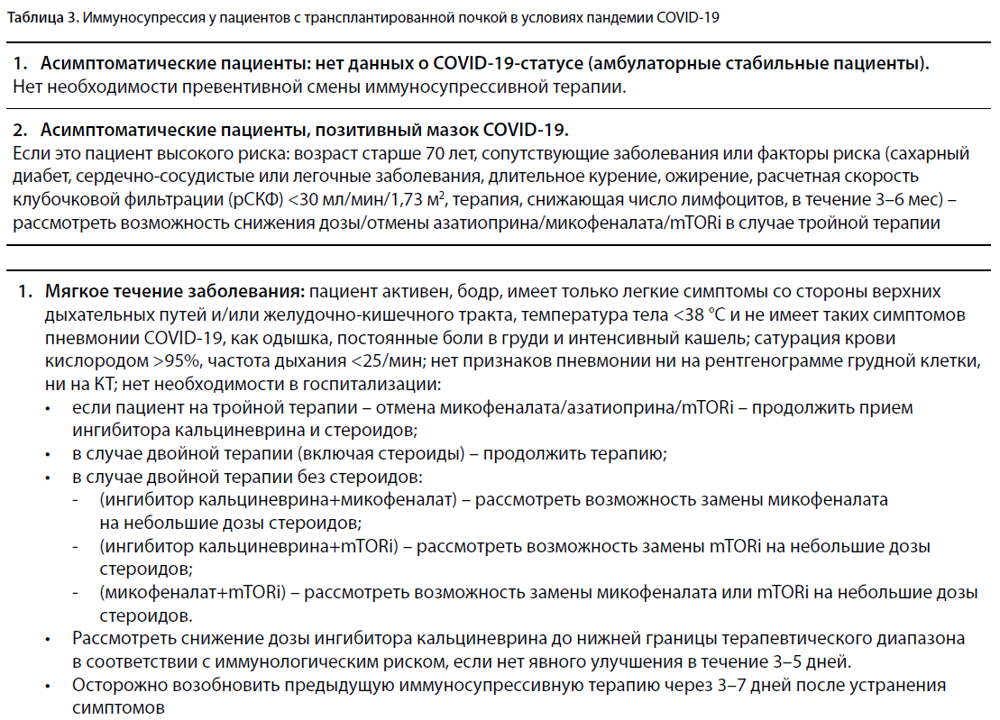 Таблица 3. Иммуносупрессия у пациентов с трансплантированной почкой в условиях пандемии COVID-19
1. Асимптоматические пациенты: нет данных о COVID-19-статусе (амбулаторные стабильные пациенты).
Нет необходимости превентивной смены иммуносупрессивной терапии.
2. Асимптоматические пациенты, позитивный мазок COVID-19.
Если это пациент высокого риска: возраст старше 70 лет, сопутствующие заболевания или факторы риска (сахарный
диабет, сердечно-сосудистые или легочные заболевания, длительное курение, ожирение, расчетная скорость
клубочковой фильтрации (рСКФ) <30 мл/мин/1,73 м², терапия, снижающая число лимфоцитов, в течение 3–6 мес) –
рассмотреть возможность снижения дозы/отмены азатиоприна/микофеналата/mTORi в случае тройной терапии
1. Мягкое течение заболевания: пациент активен, бодр, имеет только легкие симптомы со стороны верхних
дыхательных путей и/или желудочно-кишечного тракта, температура тела <38 °С и не имеет таких симптомов
пневмонии COVID-19, как одышка, постоянные боли в груди и интенсивный кашель; сатурация крови
кислородом >95%, частота дыхания <25/мин; нет признаков пневмонии ни на рентгенограмме грудной клетки,
ни на КТ; нет необходимости в госпитализации:
• если пациент на тройной терапии – отмена микофеналата/азатиоприна/mTORi – продолжить прием
ингибитора кальциневрина и стероидов;
• в случае двойной терапии (включая стероиды) – продолжить терапию;
• в случае двойной терапии без стероидов:
- (ингибитор кальциневрина+микофеналат) – рассмотреть возможность замены микофеналата
на небольшие дозы стероидов;
- (ингибитор кальциневрина+mTORi) – рассмотреть возможность замены mTORi на небольшие дозы
стероидов;
- (микофеналат+mTORi) – рассмотреть возможность замены микофеналата или mTORi на небольшие дозы
стероидов.
• Рассмотреть снижение дозы ингибитора кальциневрина до нижней границы терапевтического диапазона
в соответствии с иммунологическим риском, если нет явного улучшения в течение 3–5 дней.
• Осторожно возобновить предыдущую иммуносупрессивную терапию через 3–7 дней после устранения
симптомов